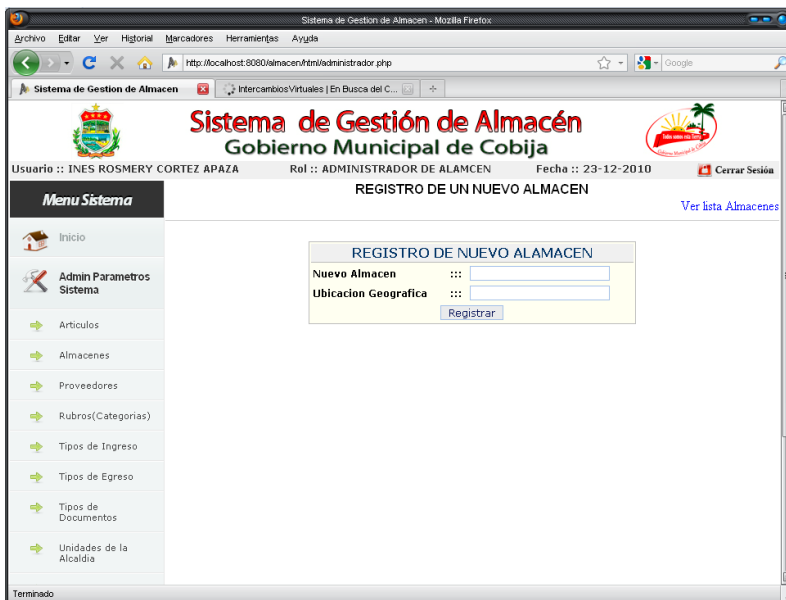 Sistema de Gestion de Almacen - Mozilla Firefox
Archivo Editar Ver Historial Marcadores Herramientas Ayuda
http://localhost:8080/almacen/html/administrador.php
Google
Sistema de Gestion de Almacen
IntercambiosVirtuales | En Busca del C...
Sistema de Gestión de Almacén
Gobierno Municipal de Cobija
Usuario :: INES ROSMERY CORTEZ APAZA Rol :: ADMINISTRADOR DE ALAMCEN Fecha :: 23-12-2010 Cerrar Sesión
Menu Sistema
REGISTRO DE UN NUEVO ALMACEN
Ver lista Almacenes
Inicio
Admin Parametros
Sistema
Articulos
Almacenes
Proveedores
Rubros(Categorias)
Tipos de Ingreso
Tipos de Egreso
Tipos de
Documentos
Unidades de la
Alcaldia
REGISTRO DE NUEVO ALAMACEN
Nuevo Almacen :::
Ubicacion Geografica :::
Registrar
Terminado